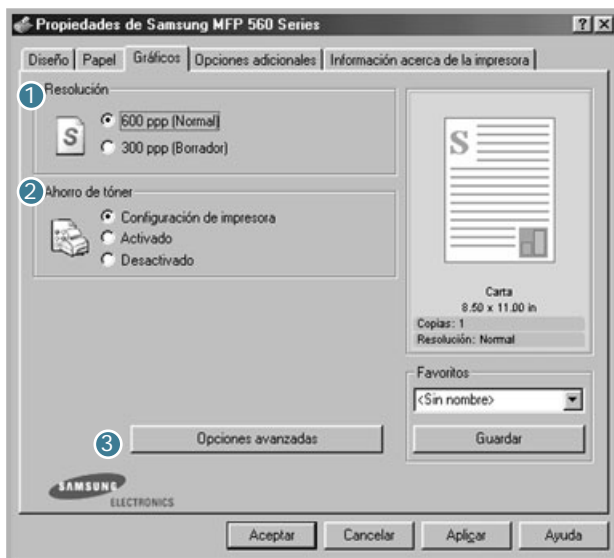 Propiedades de Samsung MFP 560 Series
Diseño Papel Gráficos Opciones adicionales Información acerca de la impresora
1 Resolución
600 ppp (Normal)
300 ppp (Borrador)
2 Ahorro de tóner
Configuración de impresora
Activado
Desactivado
S
S
Carta
8.50 x 11.00 in
Copias: 1
Resolución: Normal
Favoritos
<Sin nombre>
Guardar
3 Opciones avanzadas
SAMSUNG
ELECTRONICS
Aceptar Cancelar Aplicar Ayuda